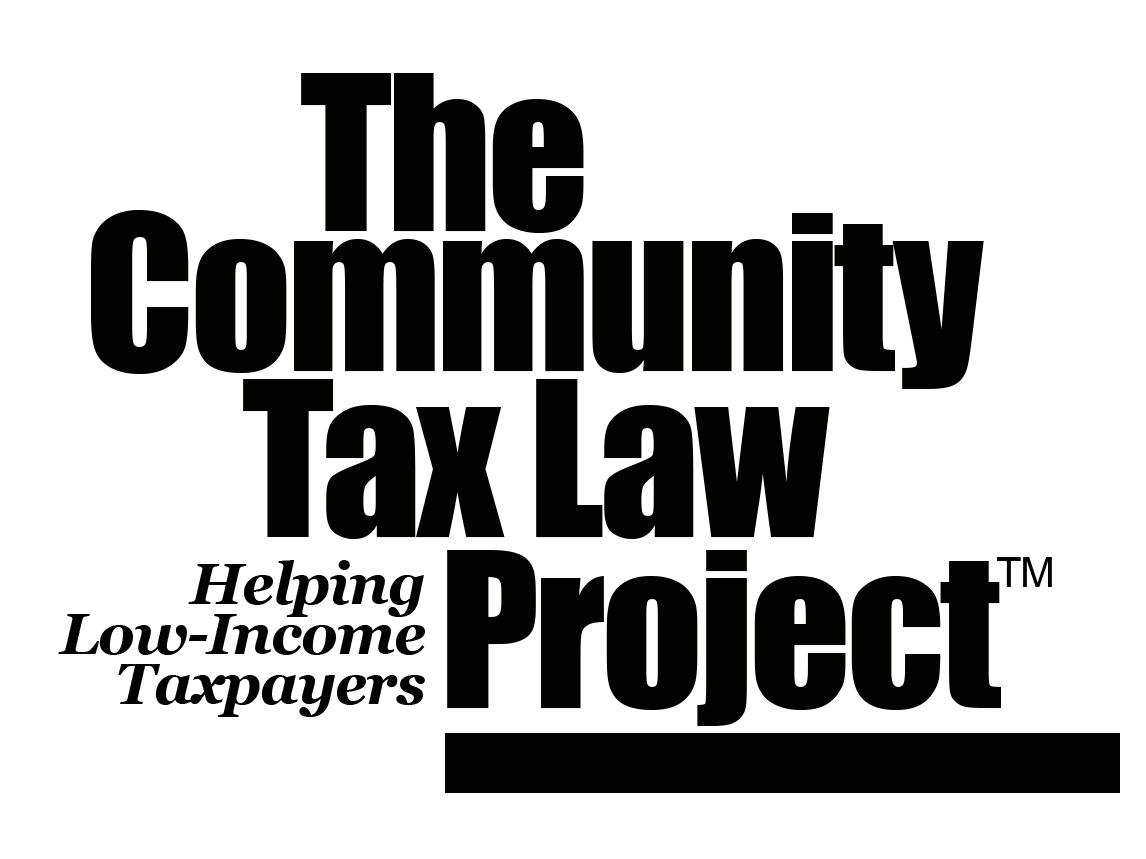 The
Community
Tax Law
Project™
Helping
Low-Income
Taxpayers